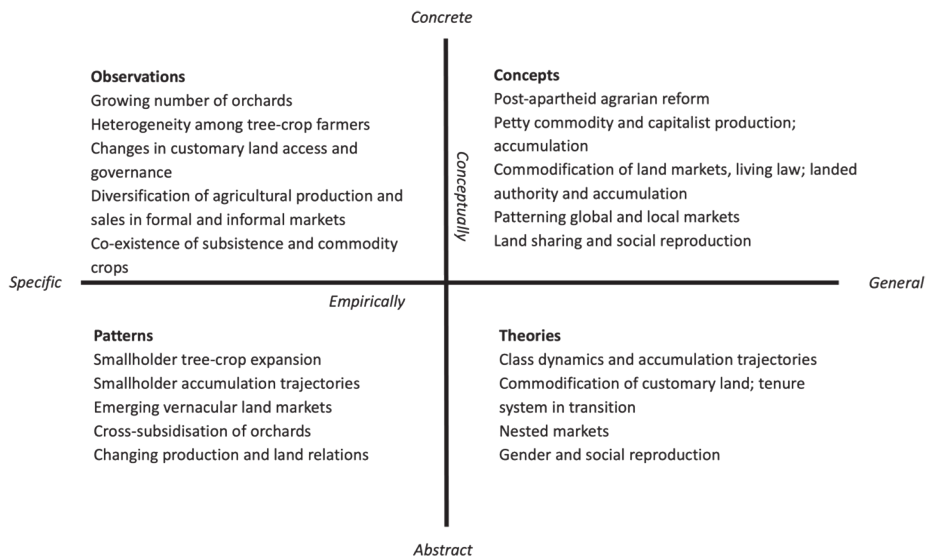 Concrete
Observations
Growing number of orchards
Heterogeneity among tree-crop farmers
Changes in customary land access and
governance
Diversification of agricultural production and
sales in formal and informal markets
Co-existence of subsistence and commodity
crops
Conceptually
Concepts
Post-apartheid agrarian reform
Petty commodity and capitalist production;
accumulation
Commodification of land markets, living law; landed
authority and accumulation
Patterning global and local markets
Land sharing and social reproduction
Specific
General
Empirically
Patterns
Smallholder tree-crop expansion
Smallholder accumulation trajectories
Emerging vernacular land markets
Cross-subsidisation of orchards
Changing production and land relations
Theories
Class dynamics and accumulation trajectories
Commodification of customary land; tenure
system in transition
Nested markets
Gender and social reproduction
Abstract